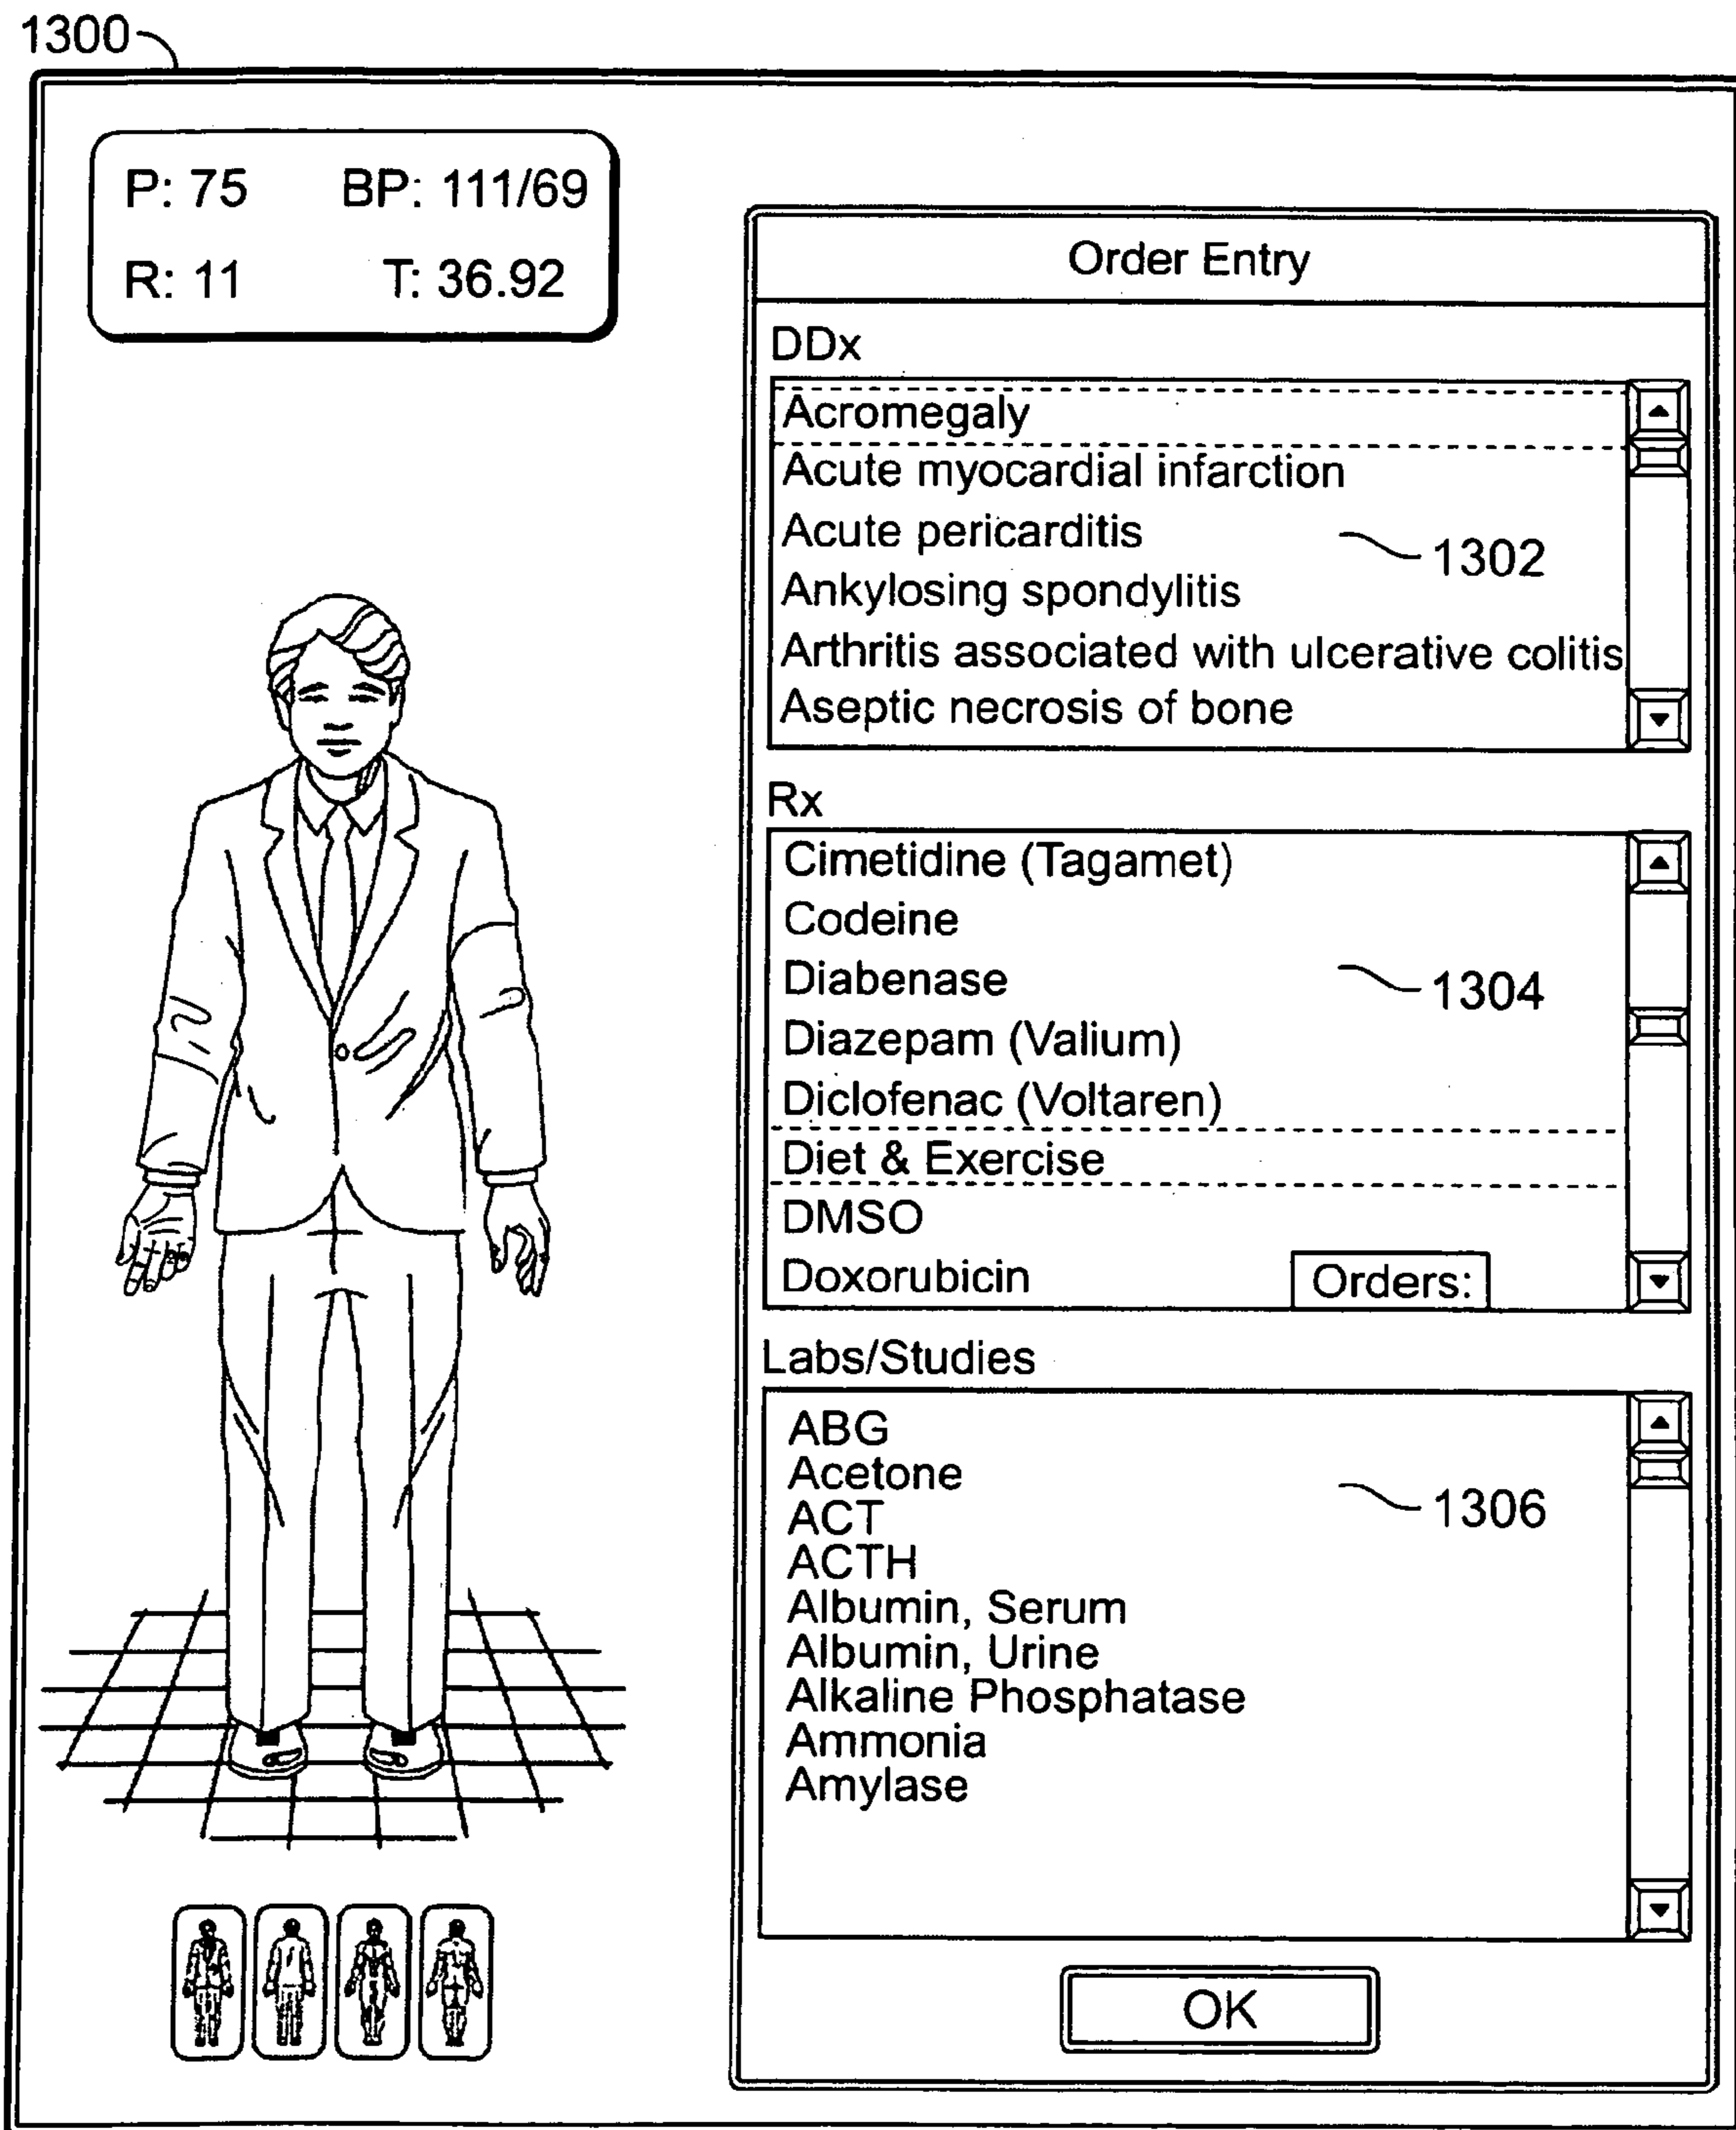 1300
P: 75 BP: 111/69
R: 11 T: 36.92
Order Entry
DDx
Acromegaly
Acute myocardial infarction
Acute pericarditis
1302
Ankylosing spondylitis
Arthritis associated with ulcerative colitis
Aseptic necrosis of bone
Rx
Cimetidine (Tagamet)
Codeine
Diabenase
1304
Diazepam (Valium)
Diclofenac (Voltaren)
Diet & Exercise
DMSO
Doxorubicin
Orders:
Labs/Studies
ABG
Acetone
1306
ACT
ACTH
Albumin, Serum
Albumin, Urine
Alkaline Phosphatase
Ammonia
Amylase
OK